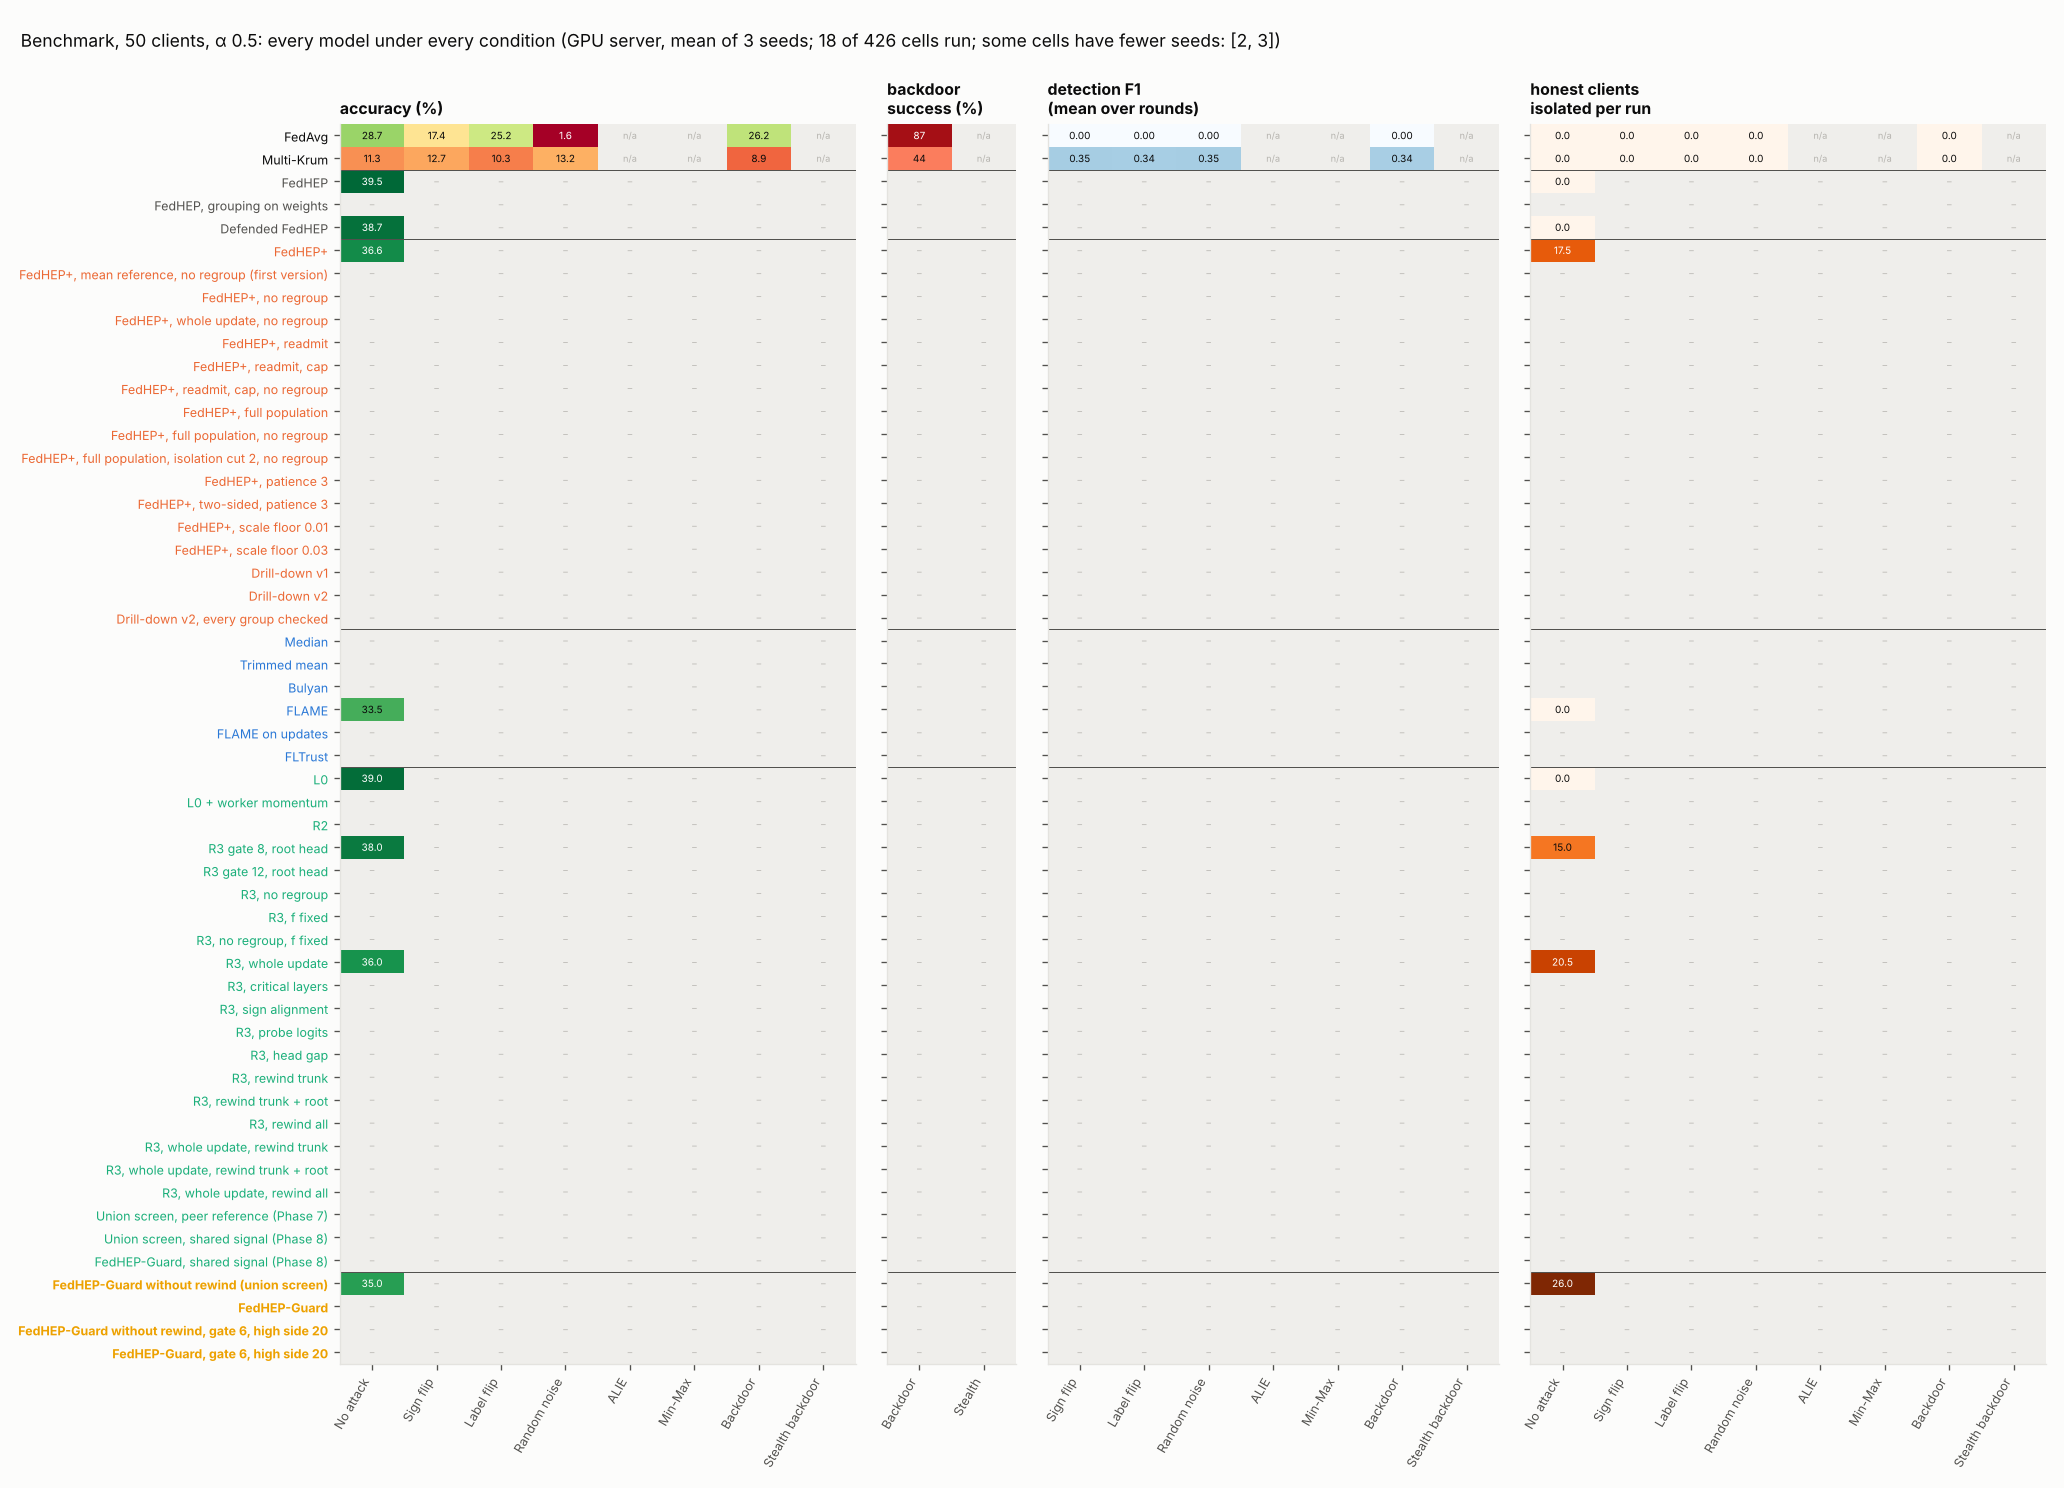 Benchmark, 50 clients, α 0.5: every model under every condition (GPU server, mean of 3 seeds; 18 of 426 cells run; some cells have fewer seeds: [2, 3])
accuracy (%)
backdoor
success (%)
detection F1
(mean over rounds)
honest clients
isolated per run
FedAvg 28.7 17.4 25.2 1.6 n/a n/a 26.2 n/a 87 n/a 0.00 0.00 0.00 n/a n/a 0.00 n/a 0.0 0.0 0.0 0.0 n/a n/a 0.0 n/a
Multi-Krum 11.3 12.7 10.3 13.2 n/a n/a 8.9 n/a 44 n/a 0.35 0.34 0.35 n/a n/a 0.34 n/a 0.0 0.0 0.0 0.0 n/a n/a 0.0 n/a
FedHEP 39.5 – – – – – – – – – – – – – – – – 0.0 – – – – – – –
FedHEP, grouping on weights – – – – – – – – – – – – – – – – – – – – – – – – –
Defended FedHEP 38.7 – – – – – – – – – – – – – – – – 0.0 – – – – – – –
FedHEP+ 36.6 – – – – – – – – – – – – – – – – 17.5 – – – – – – –
FedHEP+, mean reference, no regroup (first version) – – – – – – – – – – – – – – – – – – – – – – – – –
FedHEP+, no regroup – – – – – – – – – – – – – – – – – – – – – – – – –
FedHEP+, whole update, no regroup – – – – – – – – – – – – – – – – – – – – – – – – –
FedHEP+, readmit – – – – – – – – – – – – – – – – – – – – – – – – –
FedHEP+, readmit, cap – – – – – – – – – – – – – – – – – – – – – – – – –
FedHEP+, readmit, cap, no regroup – – – – – – – – – – – – – – – – – – – – – – – – –
FedHEP+, full population – – – – – – – – – – – – – – – – – – – – – – – – –
FedHEP+, full population, no regroup – – – – – – – – – – – – – – – – – – – – – – – – –
FedHEP+, full population, isolation cut 2, no regroup – – – – – – – – – – – – – – – – – – – – – – – – –
FedHEP+, patience 3 – – – – – – – – – – – – – – – – – – – – – – – – –
FedHEP+, two-sided, patience 3 – – – – – – – – – – – – – – – – – – – – – – – – –
FedHEP+, scale floor 0.01 – – – – – – – – – – – – – – – – – – – – – – – – –
FedHEP+, scale floor 0.03 – – – – – – – – – – – – – – – – – – – – – – – – –
Drill-down v1 – – – – – – – – – – – – – – – – – – – – – – – – –
Drill-down v2 – – – – – – – – – – – – – – – – – – – – – – – – –
Drill-down v2, every group checked – – – – – – – – – – – – – – – – – – – – – – – – –
Median – – – – – – – – – – – – – – – – – – – – – – – – –
Trimmed mean – – – – – – – – – – – – – – – – – – – – – – – – –
Bulyan – – – – – – – – – – – – – – – – – – – – – – – – –
FLAME 33.5 – – – – – – – – – – – – – – – – 0.0 – – – – – – –
FLAME on updates – – – – – – – – – – – – – – – – – – – – – – – – –
FLTrust – – – – – – – – – – – – – – – – – – – – – – – – –
L0 39.0 – – – – – – – – – – – – – – – – 0.0 – – – – – – –
L0 + worker momentum – – – – – – – – – – – – – – – – – – – – – – – – –
R2 – – – – – – – – – – – – – – – – – – – – – – – – –
R3 gate 8, root head 38.0 – – – – – – – – – – – – – – – – 15.0 – – – – – – –
R3 gate 12, root head – – – – – – – – – – – – – – – – – – – – – – – – –
R3, no regroup – – – – – – – – – – – – – – – – – – – – – – – – –
R3, f fixed – – – – – – – – – – – – – – – – – – – – – – – – –
R3, no regroup, f fixed – – – – – – – – – – – – – – – – – – – – – – – – –
R3, whole update 36.0 – – – – – – – – – – – – – – – – 20.5 – – – – – – –
R3, critical layers – – – – – – – – – – – – – – – – – – – – – – – – –
R3, sign alignment – – – – – – – – – – – – – – – – – – – – – – – – –
R3, probe logits – – – – – – – – – – – – – – – – – – – – – – – – –
R3, head gap – – – – – – – – – – – – – – – – – – – – – – – – –
R3, rewind trunk – – – – – – – – – – – – – – – – – – – – – – – – –
R3, rewind trunk + root – – – – – – – – – – – – – – – – – – – – – – – – –
R3, rewind all – – – – – – – – – – – – – – – – – – – – – – – – –
R3, whole update, rewind trunk – – – – – – – – – – – – – – – – – – – – – – – – –
R3, whole update, rewind trunk + root – – – – – – – – – – – – – – – – – – – – – – – – –
R3, whole update, rewind all – – – – – – – – – – – – – – – – – – – – – – – – –
Union screen, peer reference (Phase 7) – – – – – – – – – – – – – – – – – – – – – – – – –
Union screen, shared signal (Phase 8) – – – – – – – – – – – – – – – – – – – – – – – – –
FedHEP-Guard, shared signal (Phase 8) – – – – – – – – – – – – – – – – – – – – – – – – –
FedHEP-Guard without rewind (union screen) 35.0 – – – – – – – – – – – – – – – – 26.0 – – – – – – –
FedHEP-Guard – – – – – – – – – – – – – – – – – – – – – – – – –
FedHEP-Guard without rewind, gate 6, high side 20 – – – – – – – – – – – – – – – – – – – – – – – – –
FedHEP-Guard, gate 6, high side 20 – – – – – – – – – – – – – – – – – – – – – – – – –
No attack Sign flip Label flip Random noise ALIE Min-Max Backdoor Stealth backdoor Backdoor Stealth Sign flip Label flip Random noise ALIE Min-Max Backdoor Stealth backdoor No attack Sign flip Label flip Random noise ALIE Min-Max Backdoor Stealth backdoor